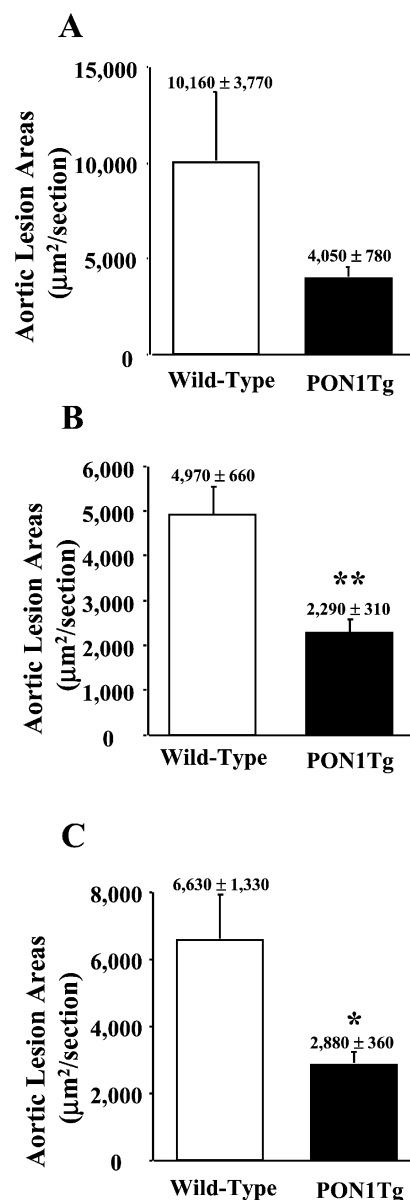 A
15,000
10,000
5,000
0
Aortic Lesion Areas
(μm²/section)
10,160 ± 3,770
4,050 ± 780
Wild-Type
PON1Tg
B
6,000
5,000
4,000
3,000
2,000
1,000
0
Aortic Lesion Areas
(μm²/section)
4,970 ± 660
**
2,290 ± 310
Wild-Type
PON1Tg
C
8,000
6,000
4,000
2,000
0
Aortic Lesion Areas
(μm²/section)
6,630 ± 1,330
*
2,880 ± 360
Wild-Type
PON1Tg